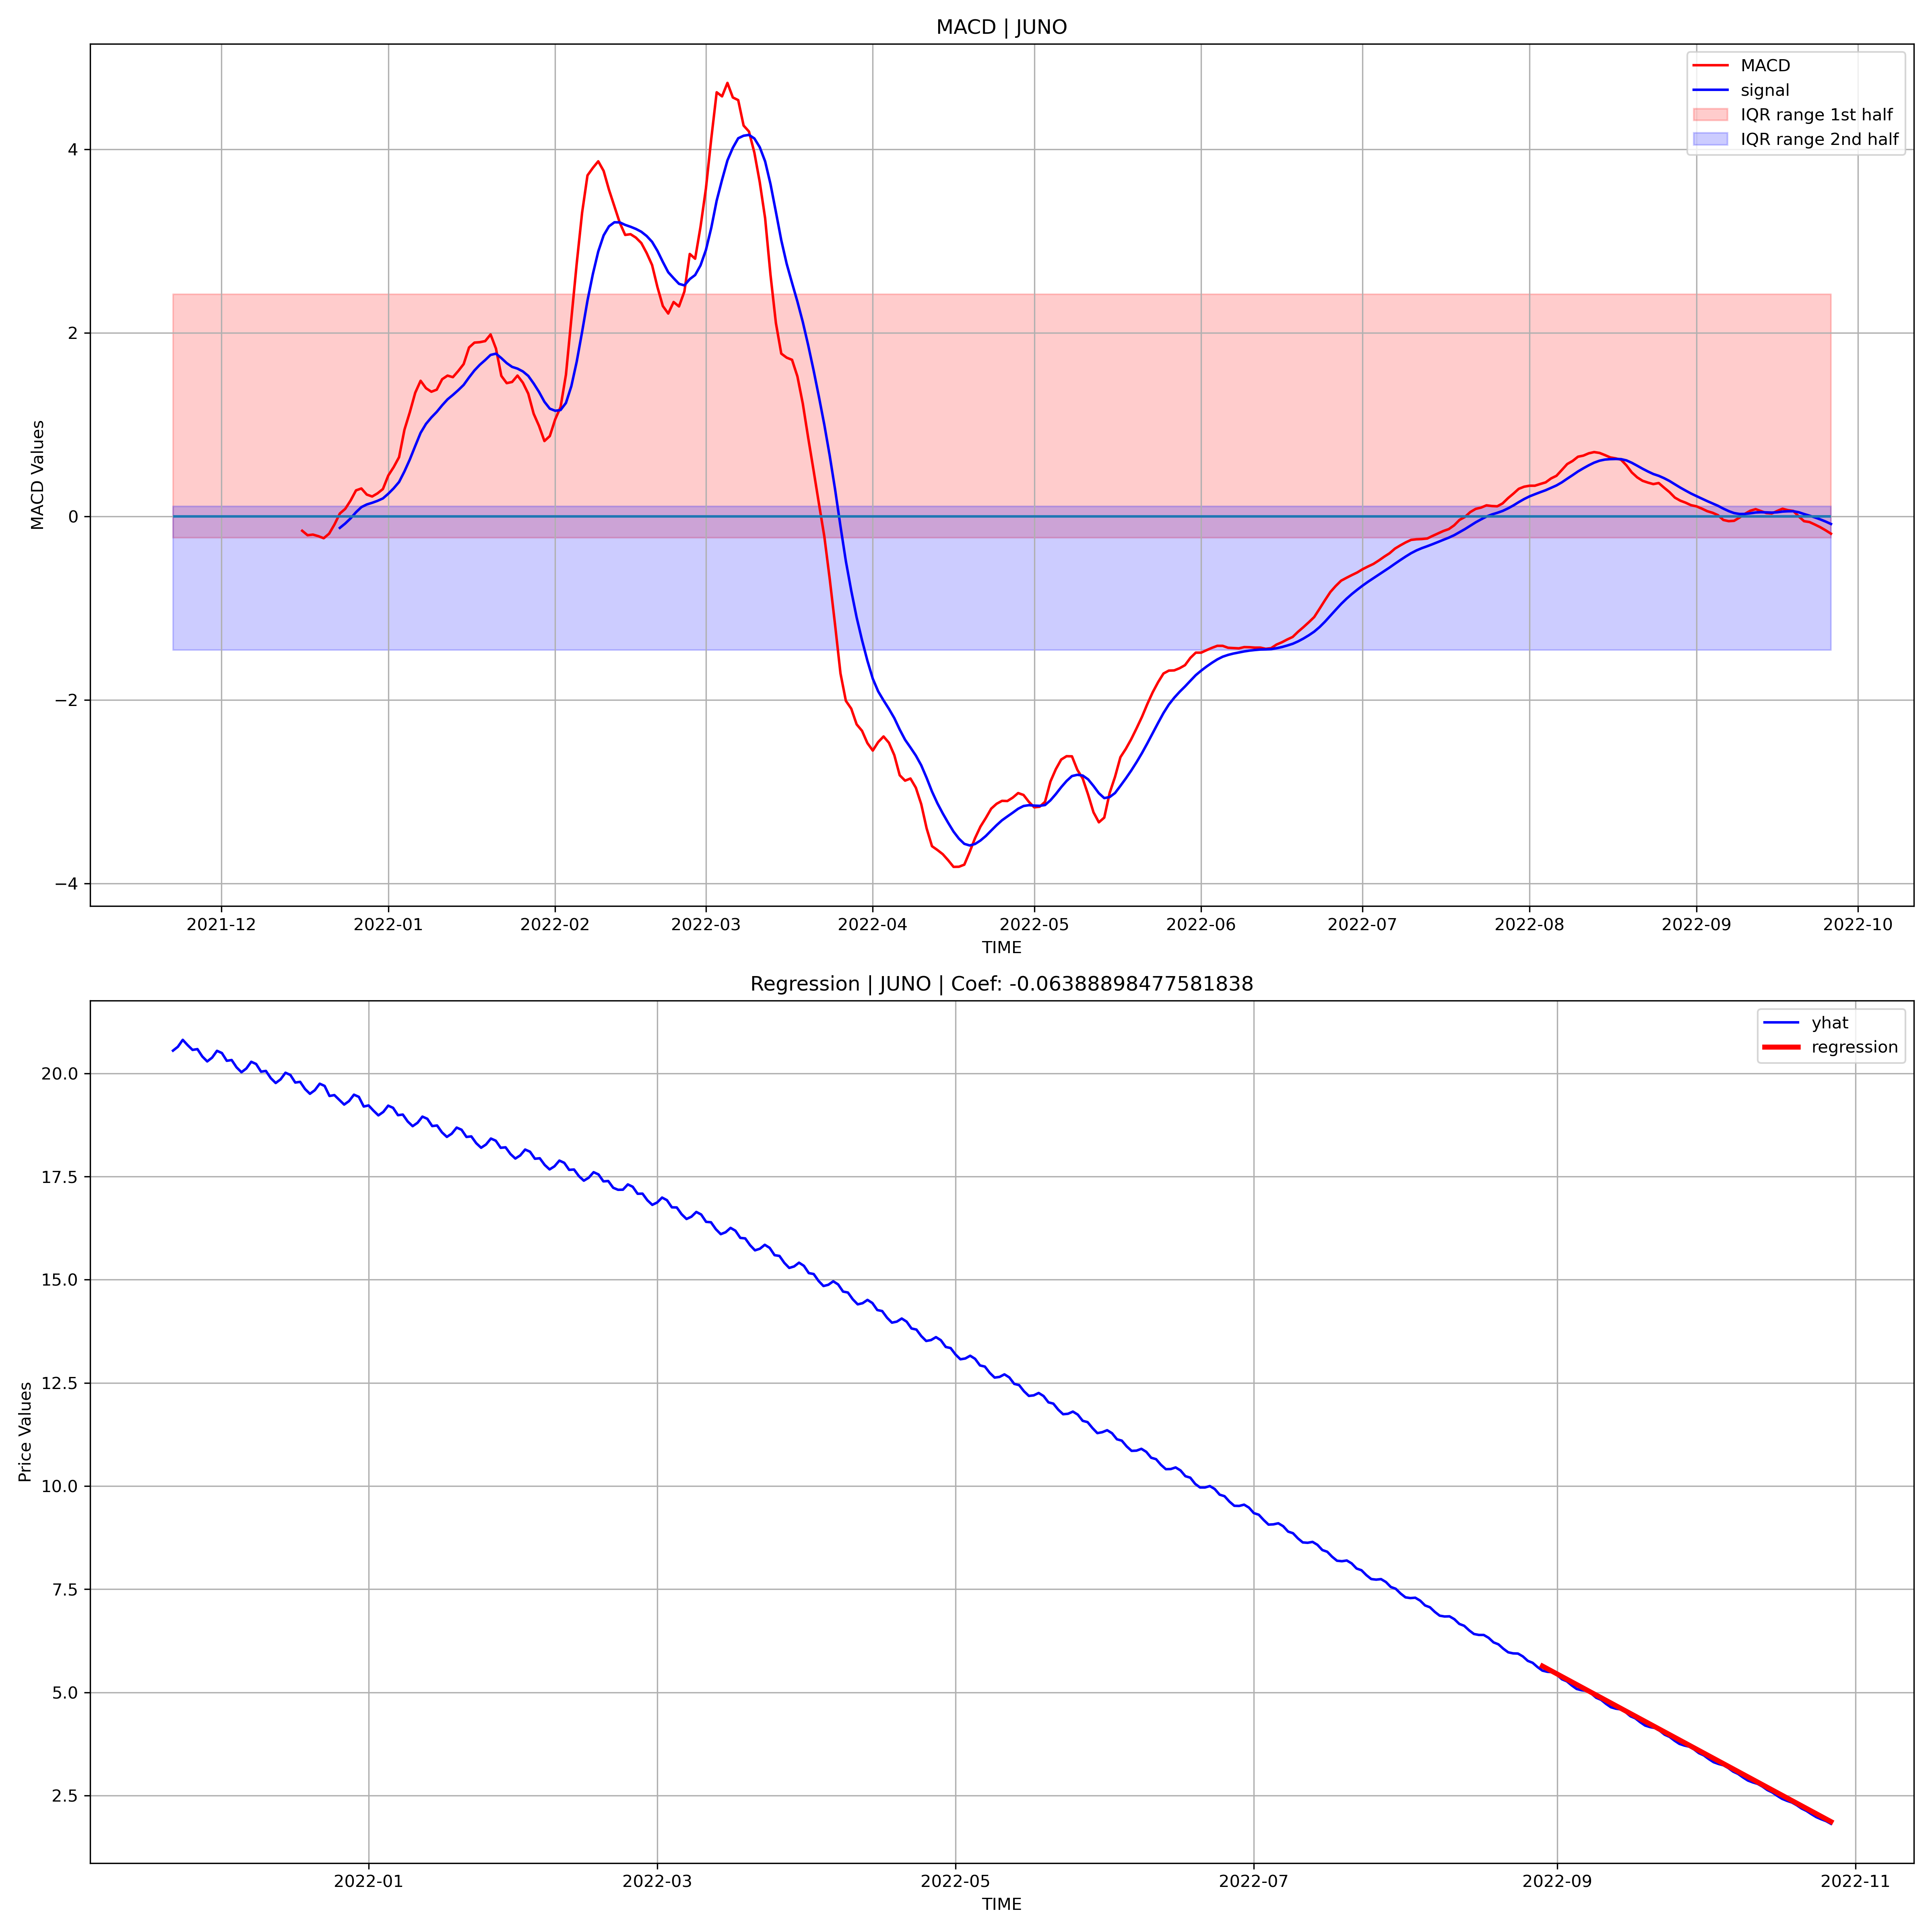 MACD | JUNO
MACD
signal
IQR range 1st half
IQR range 2nd half
MACD Values
4
2
0
−2
−4
2021-12 2022-01 2022-02 2022-03 2022-04 2022-05 2022-06 2022-07 2022-08 2022-09 2022-10
TIME
Regression | JUNO | Coef: -0.06388898477581838
yhat
regression
Price Values
20.0
17.5
15.0
12.5
10.0
7.5
5.0
2.5
2022-01 2022-03 2022-05 2022-07 2022-09 2022-11
TIME